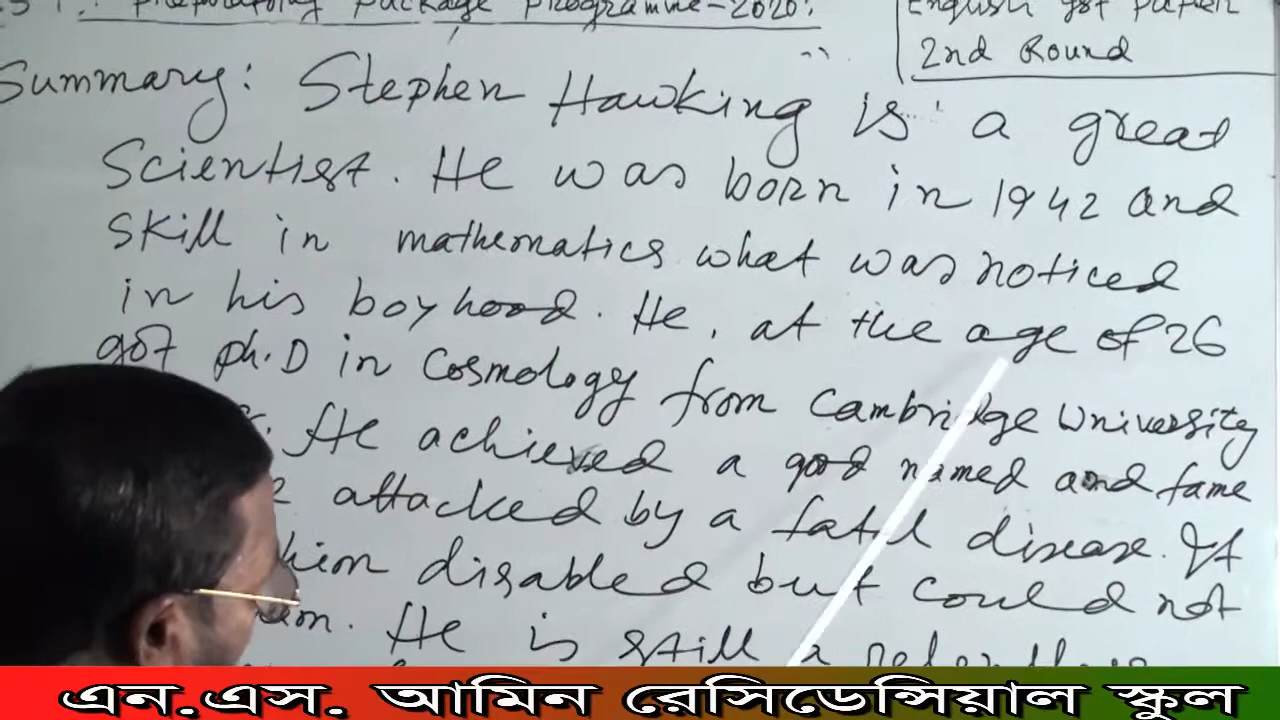 Preparatory Package Programme-2020:
English 1st Paper
2nd Round
Summary: Stephen Hawking is a great
Scientist. He was born in 1942 and
skill in mathematics what was noticed
in his boyhood. He, at the age of 26
got ph.D in Cosmology from Cambridge University
He achieved a good named and fame
attacked by a fatal disease. It
him disabled but could not
He is still a relentless
এন.এস. আমিন রেসিডেন্সিয়াল স্কুল